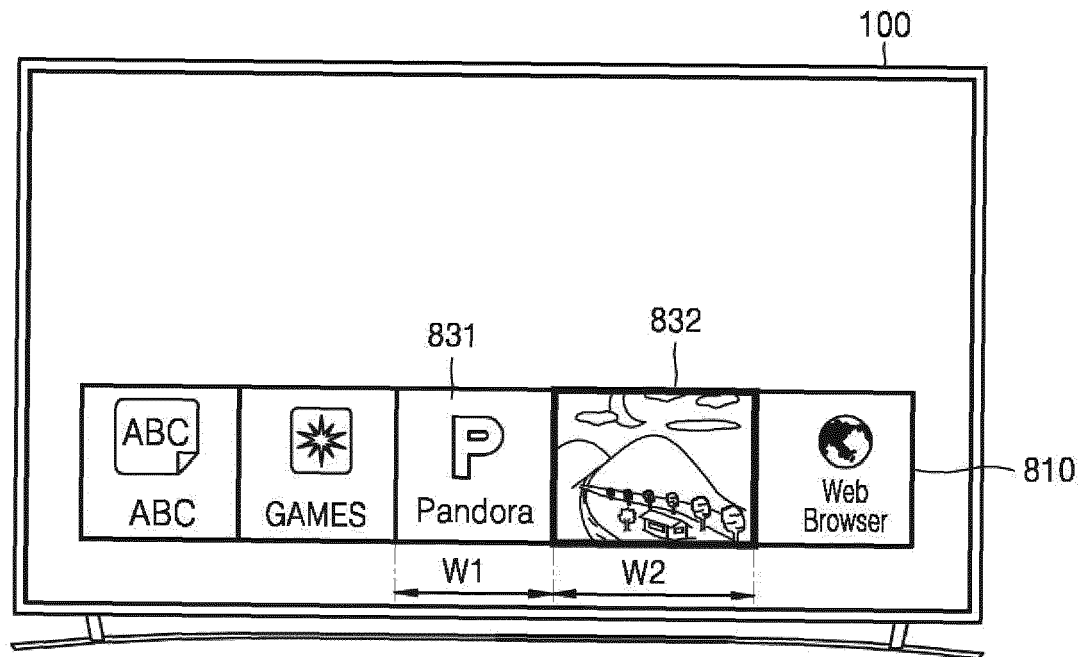 100
831
832
ABC
P
ABC
GAMES
Pandora
Web
Browser
810
W1
W2